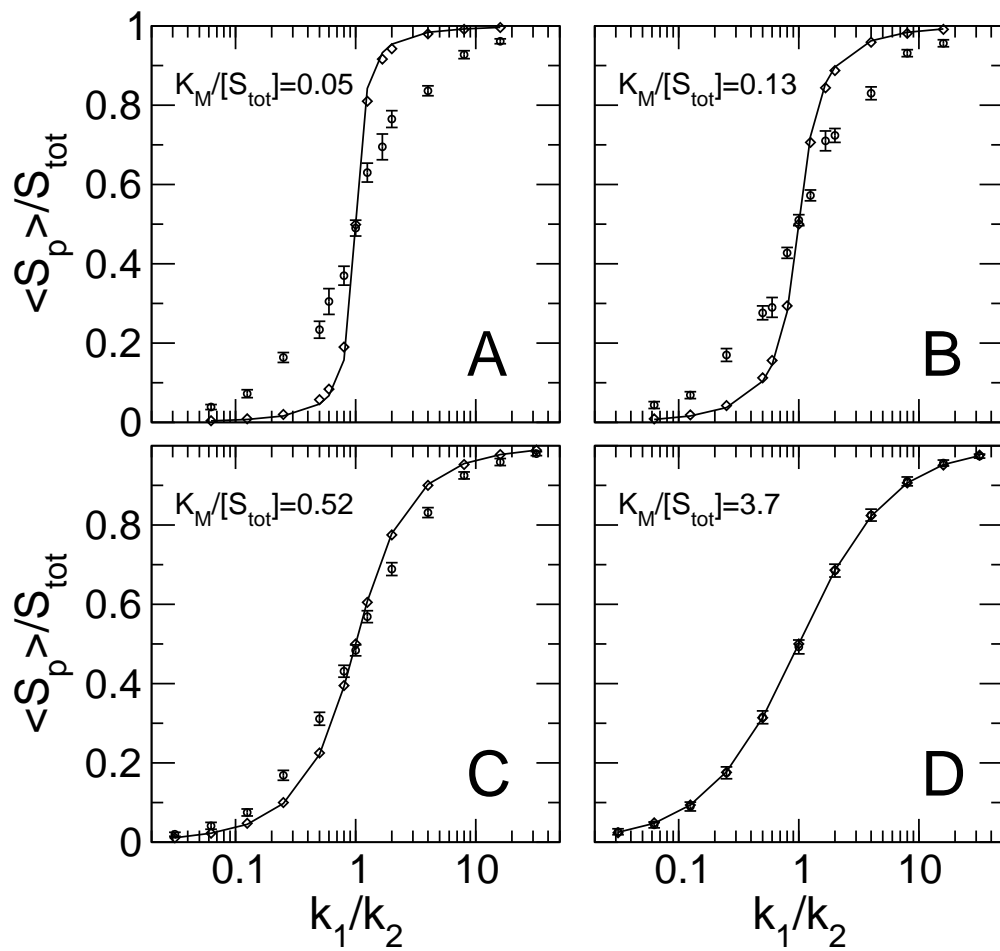 1
0.8
0.6
0.4
0.2
0
<S_p>/S_tot
K_M/[S_tot]=0.05
A
K_M/[S_tot]=0.13
B
0.8
0.6
0.4
0.2
0
<S_p>/S_tot
K_M/[S_tot]=0.52
C
K_M/[S_tot]=3.7
D
0.1 1 10
0.1 1 10
k_1/k_2
k_1/k_2